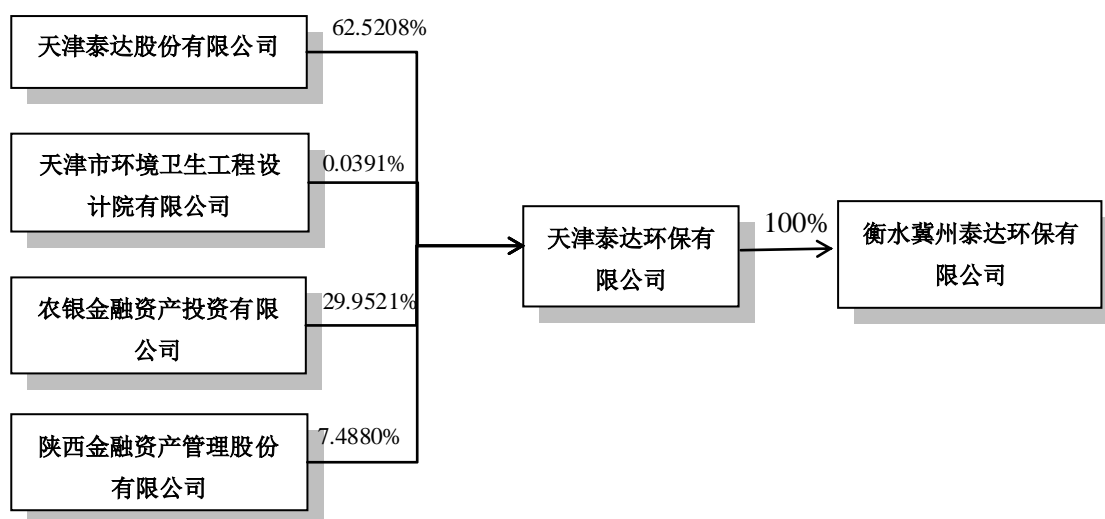 天津泰达股份有限公司
62.5208%
天津市环境卫生工程设
计院有限公司
0.0391%
农银金融资产投资有限
公司
29.9521%
陕西金融资产管理股份
有限公司
7.4880%
天津泰达环保有
限公司
100%
衡水冀州泰达环保有
限公司